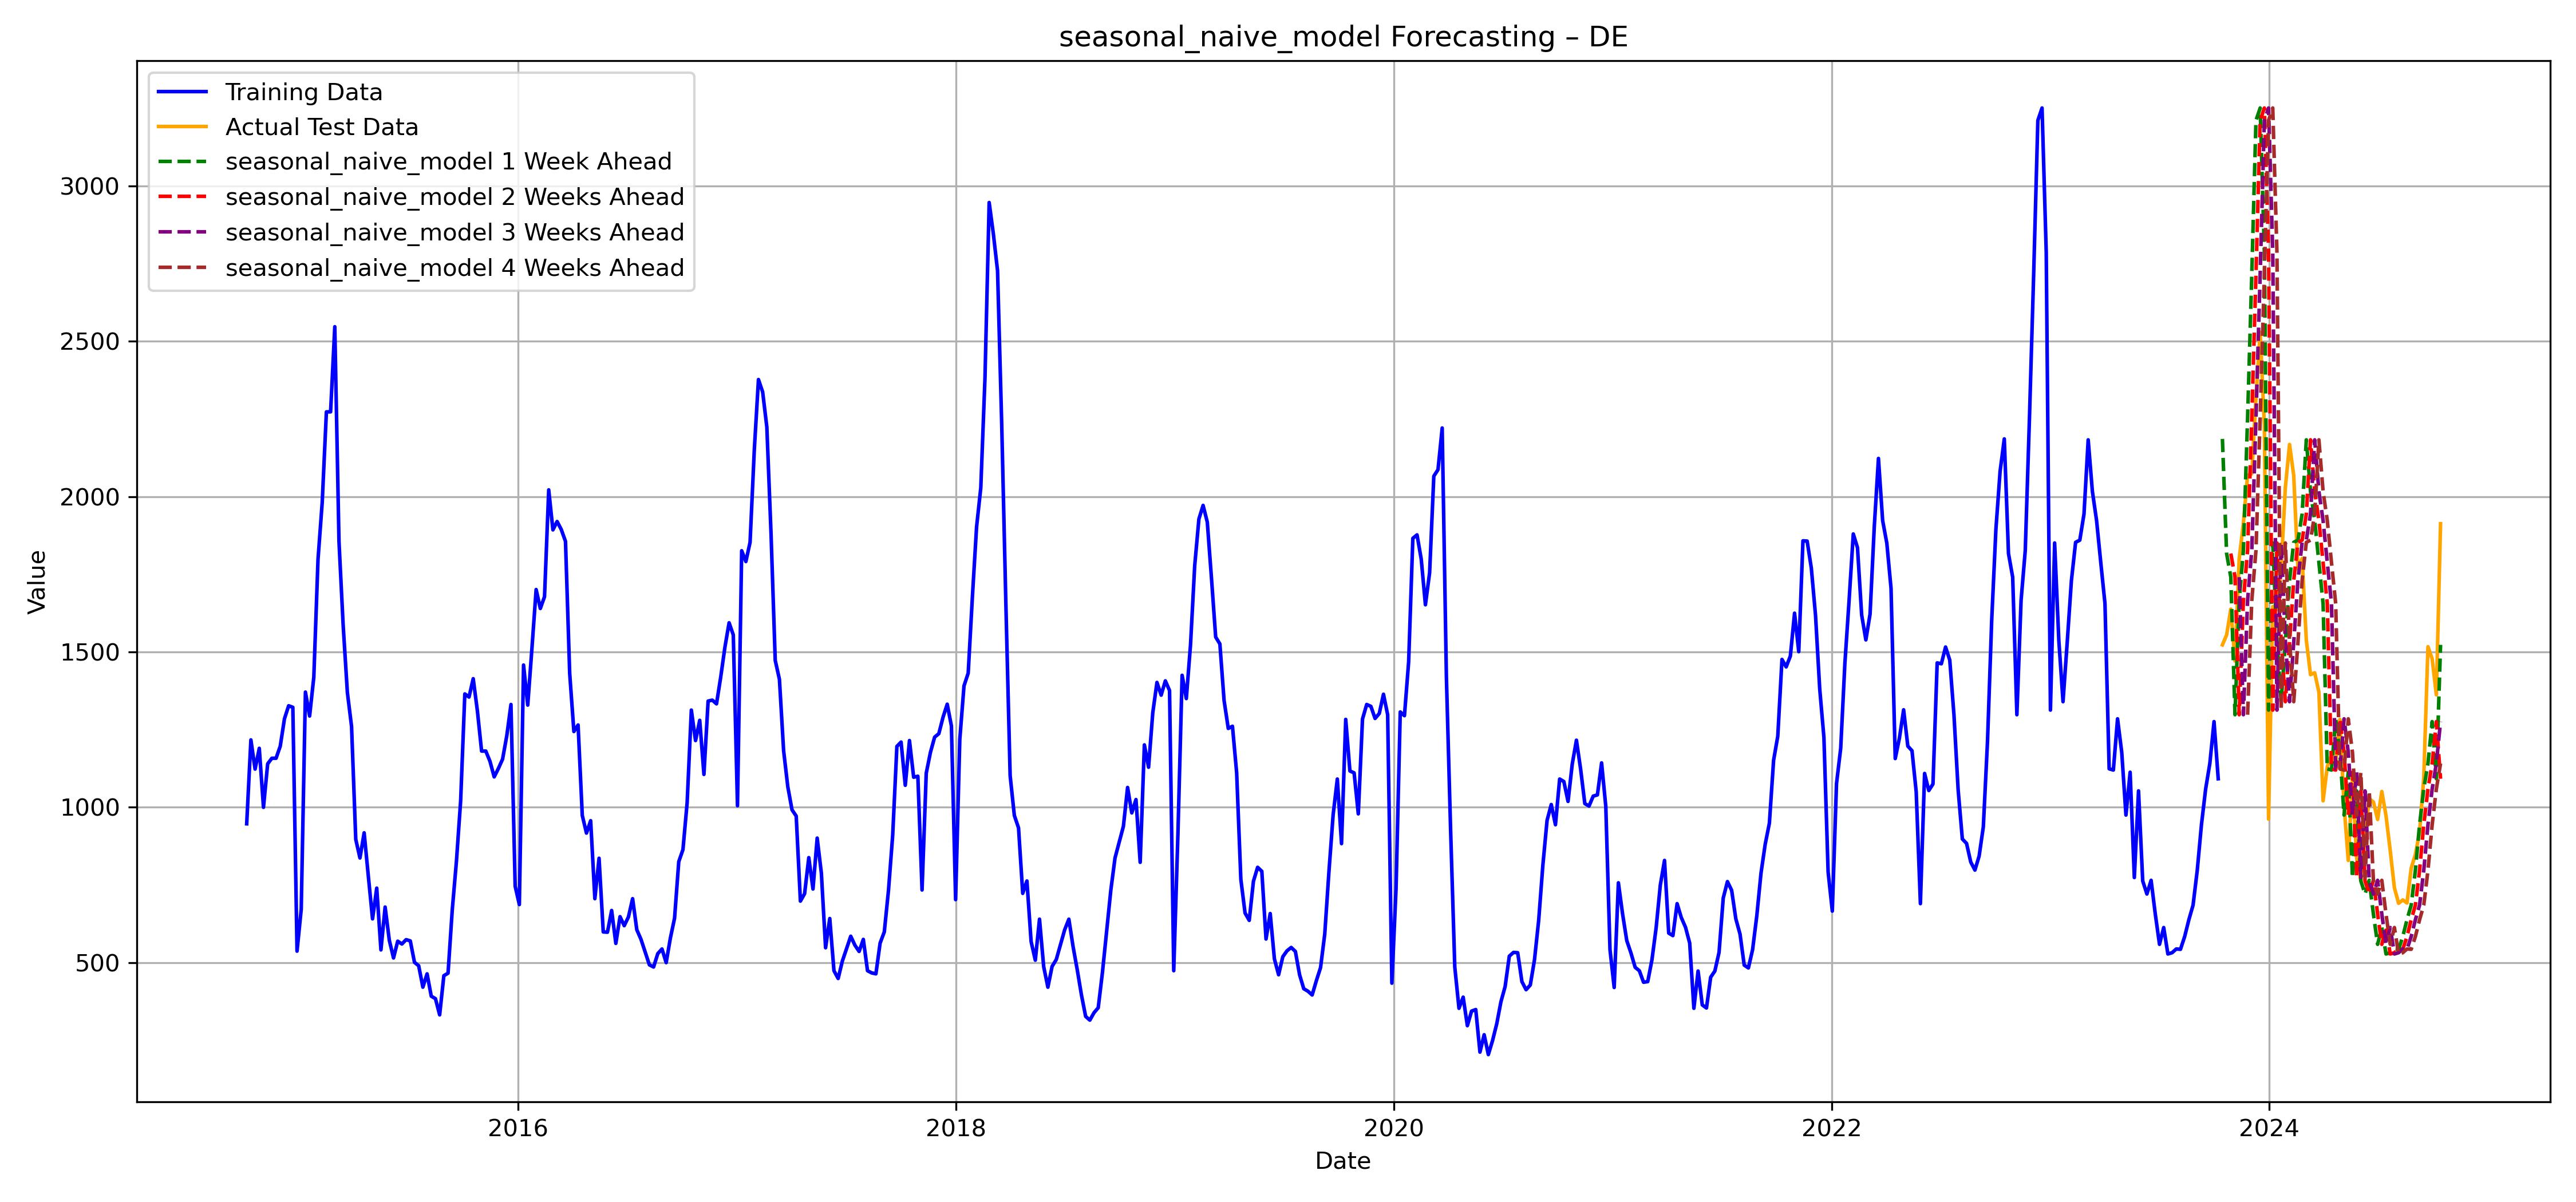 seasonal_naive_model Forecasting – DE
Training Data
Actual Test Data
seasonal_naive_model 1 Week Ahead
seasonal_naive_model 2 Weeks Ahead
seasonal_naive_model 3 Weeks Ahead
seasonal_naive_model 4 Weeks Ahead
Value
3000
2500
2000
1500
1000
500
2016
2018
2020
2022
2024
Date